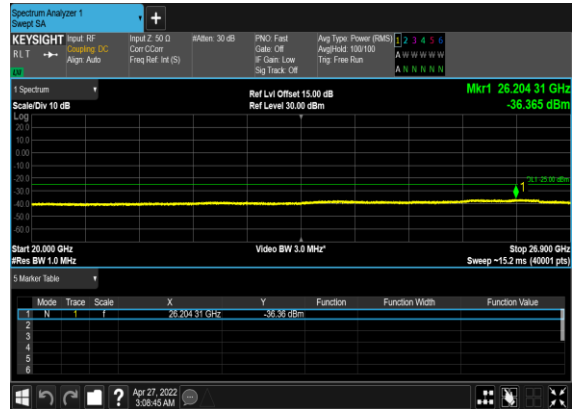 Spectrum Analyzer 1
Swept SA
+
KEYSIGHT Input: RF Input Z: 50 Ω #Atten: 30 dB PNO: Fast Avg Type: Power (RMS) 1 2 3 4 5 6
RLT Coupling: DC Corr CCorr Gate: Off Avg|Hold: 100/100 A W W W W W
Align: Auto Freq Ref: Int (S) IF Gain: Low Trig: Free Run
Sig Track: Off A N N N N N
1 Spectrum
Ref Lvl Offset 15.00 dB Mkr1 26.204 31 GHz
Scale/Div 10 dB Ref Level 30.00 dBm -36.365 dBm
Log
20.0
10.0
0.00
-10.0
-20.0
DL1 -25.00 dBm
1
-30.0
-40.0
-50.0
-60.0
Start 20.000 GHz Video BW 3.0 MHz* Stop 26.900 GHz
#Res BW 1.0 MHz Sweep ~15.2 ms (40001 pts)
5 Marker Table
Mode Trace Scale X Y Function Function Width Function Value
1 N 1 f 26.204 31 GHz -36.36 dBm
2
3
4
5
6
? Apr 27, 2022
3:08:45 AM